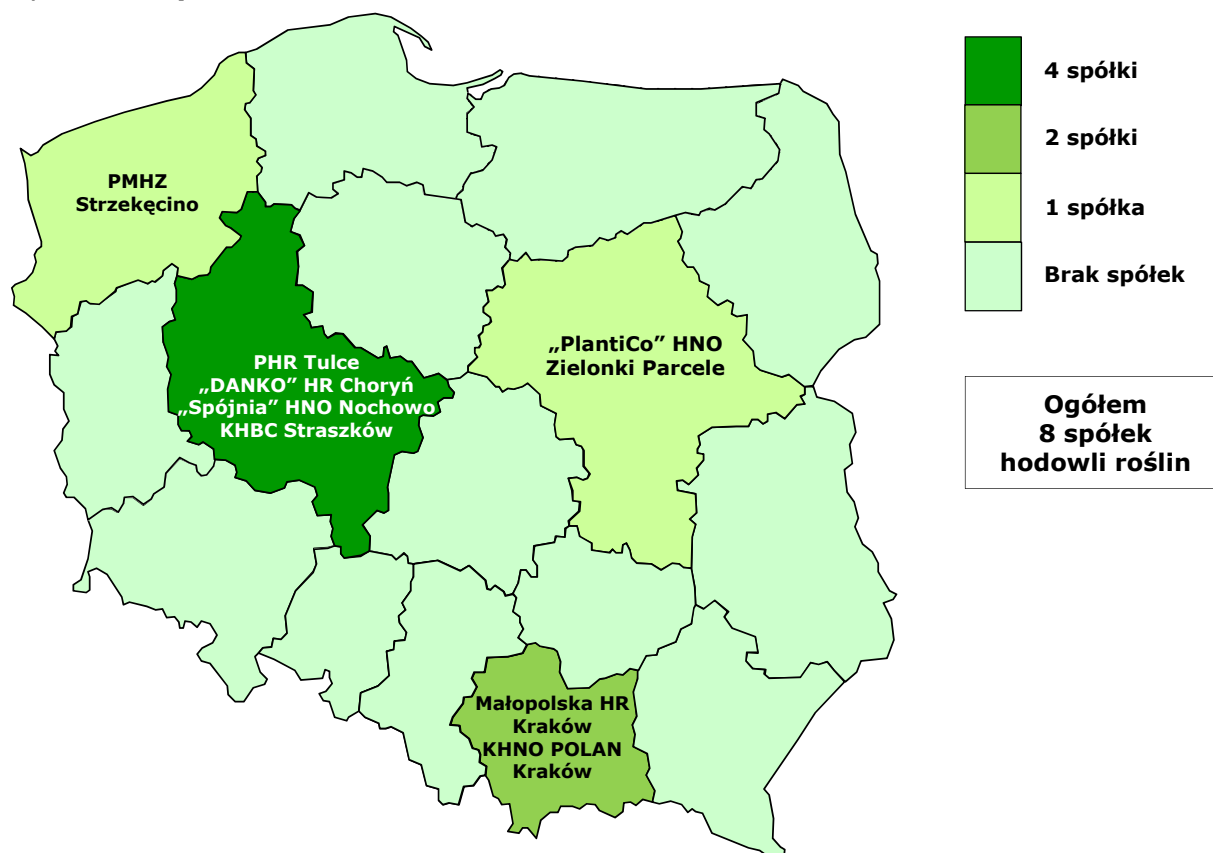 PMHZ
Strzekęcino
PHR Tulce
„DANKO” HR Choryń
„Spójnia” HNO Nochowo
KHBC Straszków
„PlantiCo” HNO
Zielonki Parcele
Małopolska HR
Kraków
KHNO POLAN
Kraków
4 spółki
2 spółki
1 spółka
Brak spółek
Ogółem
8 spółek
hodowli roślin